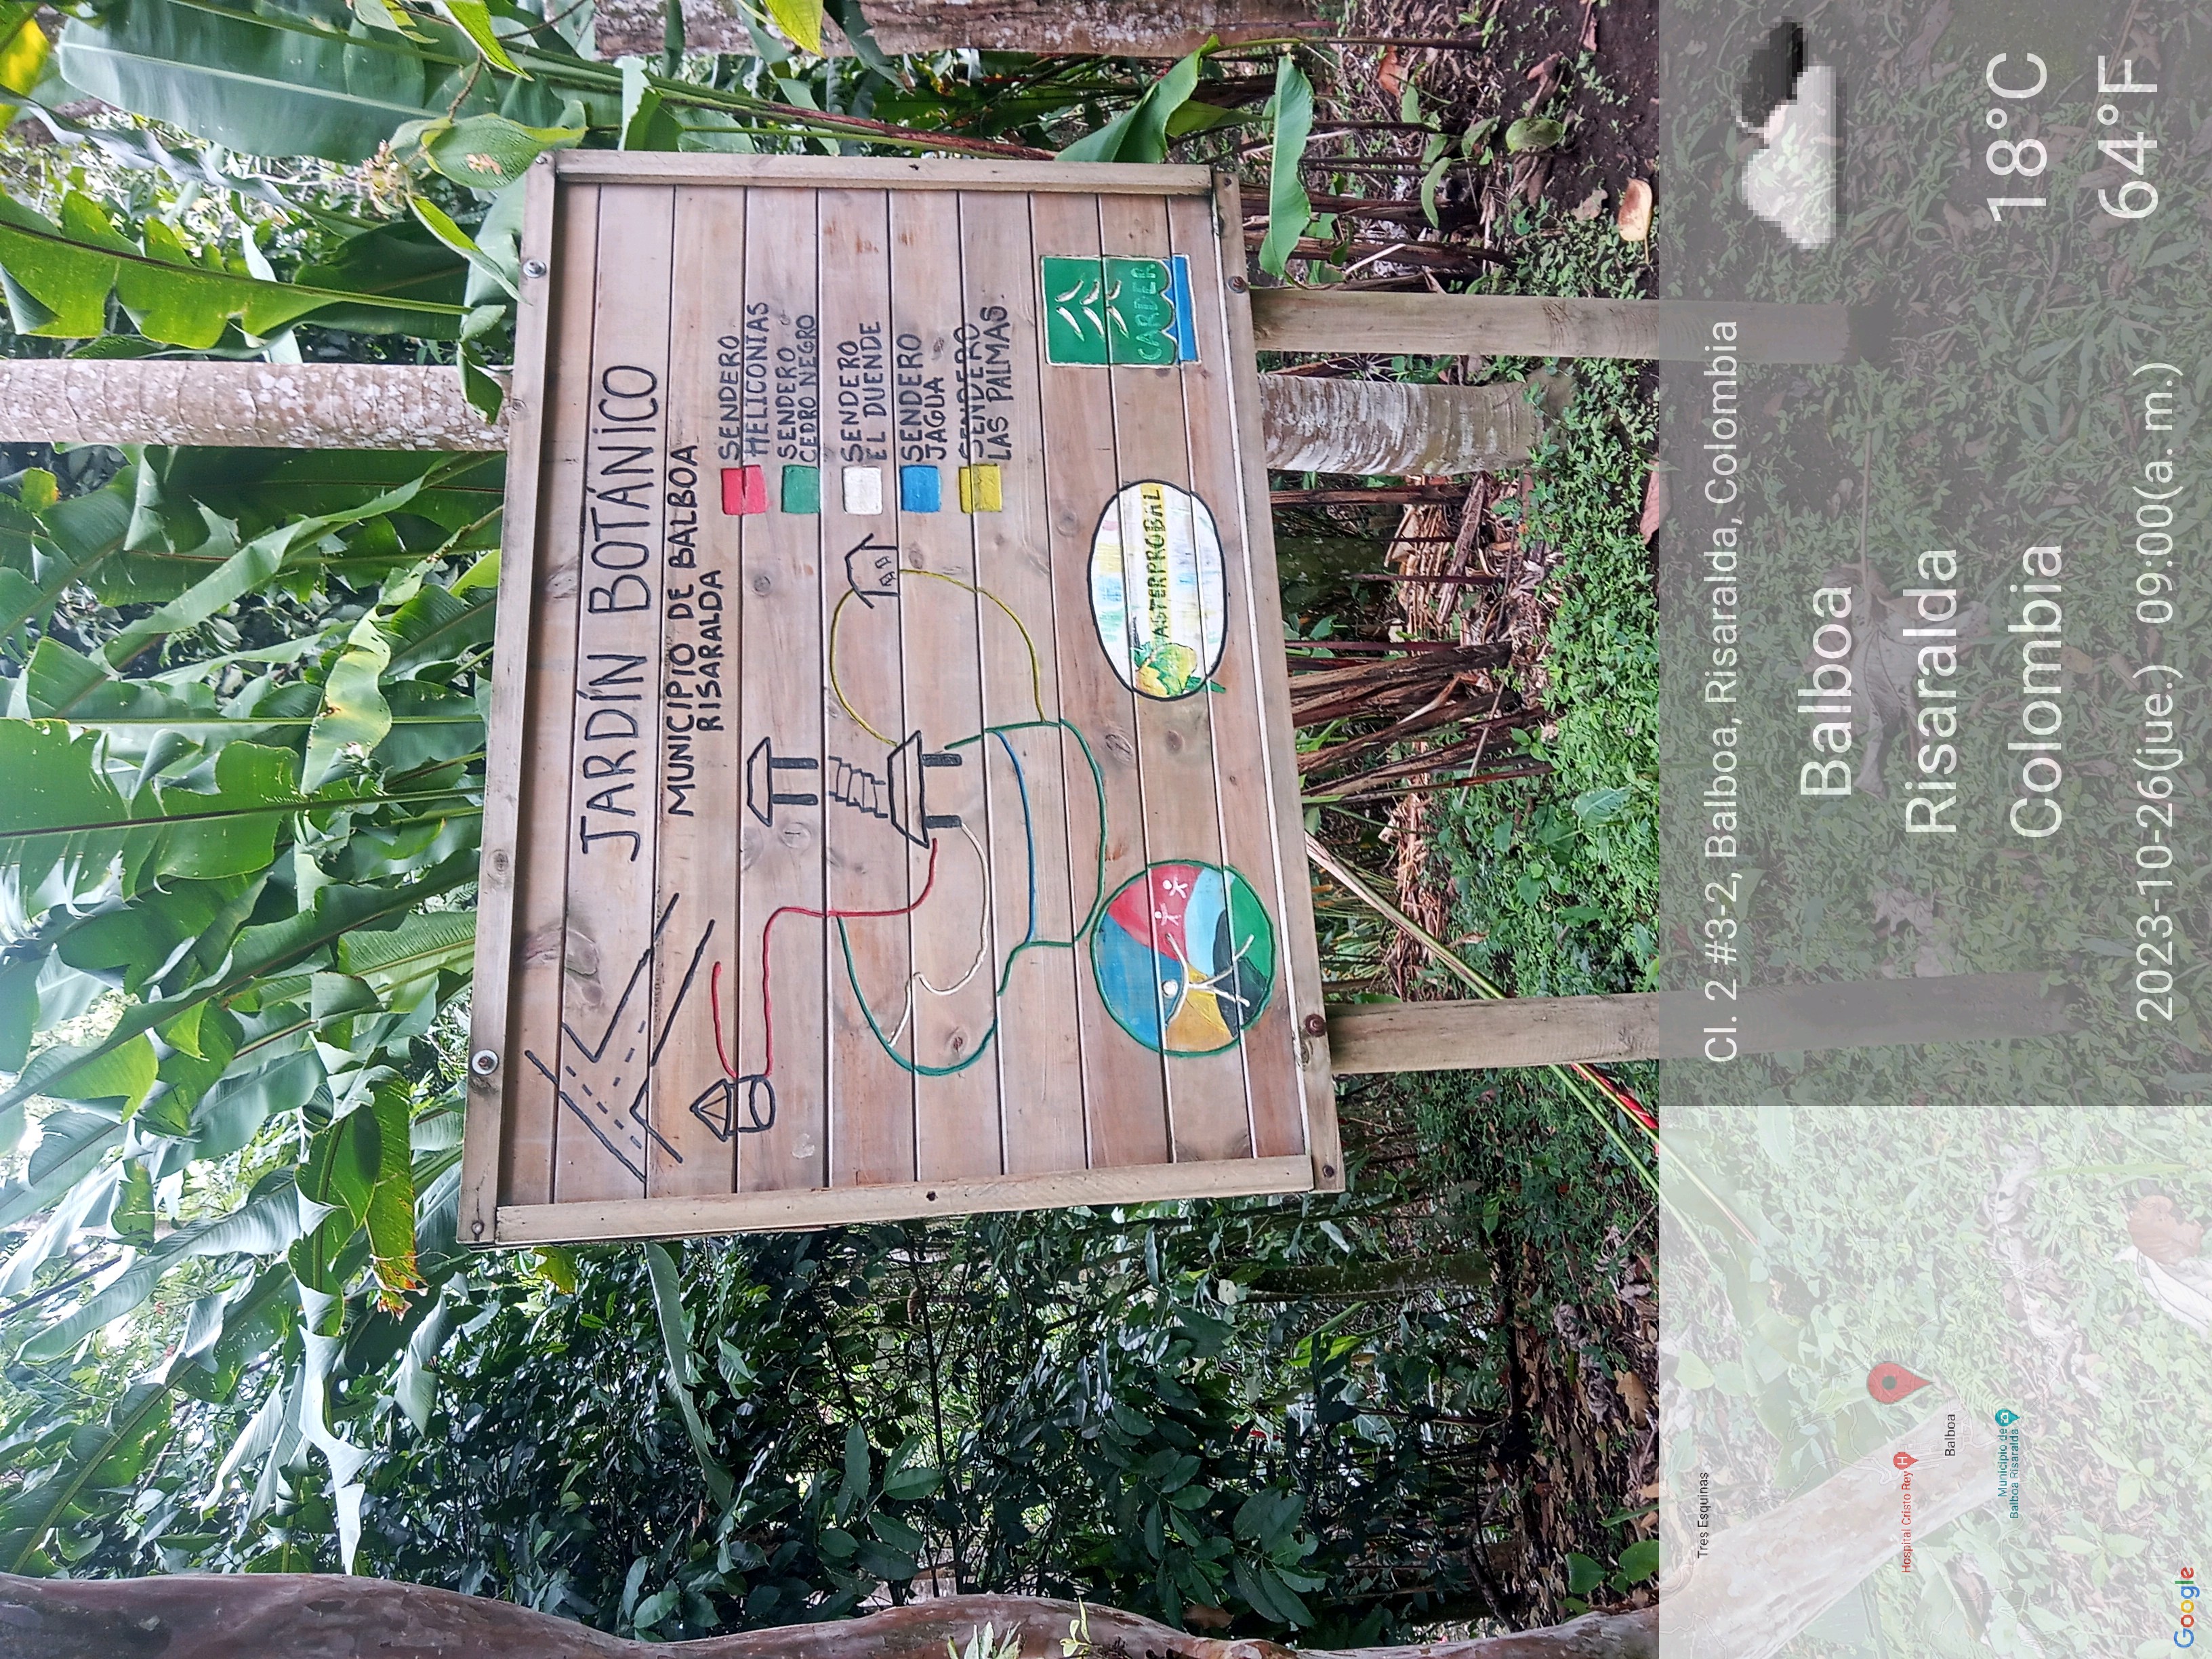 JARDÍN BOTÁNICO
MUNICIPIO DE BALBOA
RISARALDA
SENDERO
HELICONIAS
SENDERO
CEDRO NEGRO
SENDERO
EL DUENDE
SENDERO
JAGUA
SENDERO
LAS PALMAS
ASTERPROBAL
CARDER
Tres Esquinas
Hospital Cristo Rey
H
Balboa
Municipio de
Balboa Risaralda
Google
Cl. 2 #3-2, Balboa, Risaralda, Colombia
Balboa
Risaralda
Colombia
2023-10-26(jue.) 09:00(a. m.)
18°C
64°F